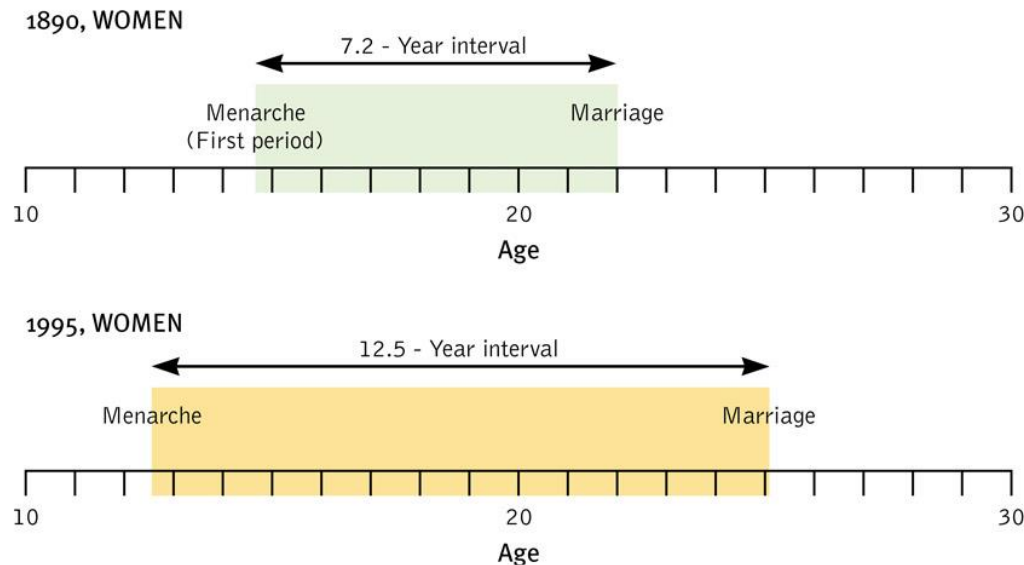 1890, WOMEN
7.2 - Year interval
Menarche
(First period)
Marriage
10 20 30
Age
1995, WOMEN
12.5 - Year interval
Menarche Marriage
10 20 30
Age